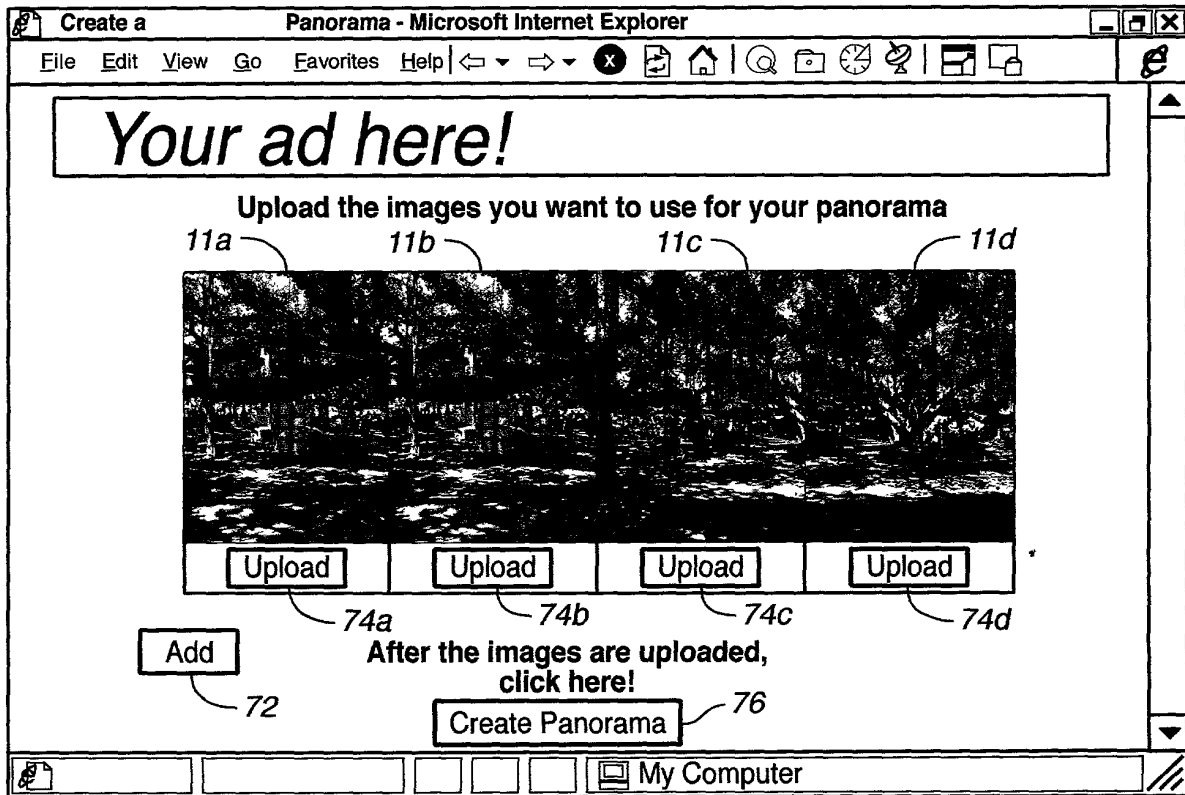 Create a Panorama - Microsoft Internet Explorer
File Edit View Go Favorites Help
Your ad here!
Upload the images you want to use for your panorama
11a 11b 11c 11d
Upload Upload Upload Upload
74a 74b 74c 74d
Add
After the images are uploaded,
click here!
72
Create Panorama
76
My Computer